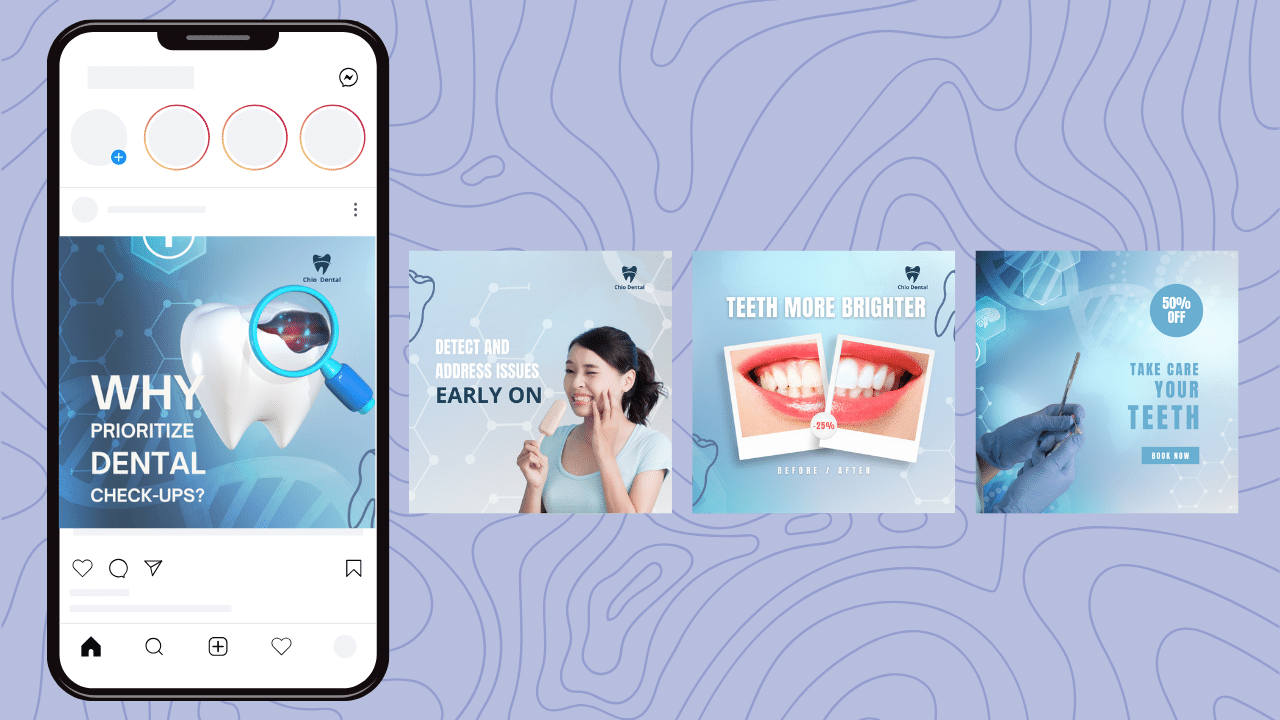 Chio Dental
WHY
PRIORITIZE
DENTAL
CHECK-UPS?
Chio Dental
DETECT AND
ADDRESS ISSUES
EARLY ON
Chio Dental
TEETH MORE BRIGHTER
-25%
BEFORE / AFTER
50%
OFF
TAKE CARE
YOUR
TEETH
BOOK NOW